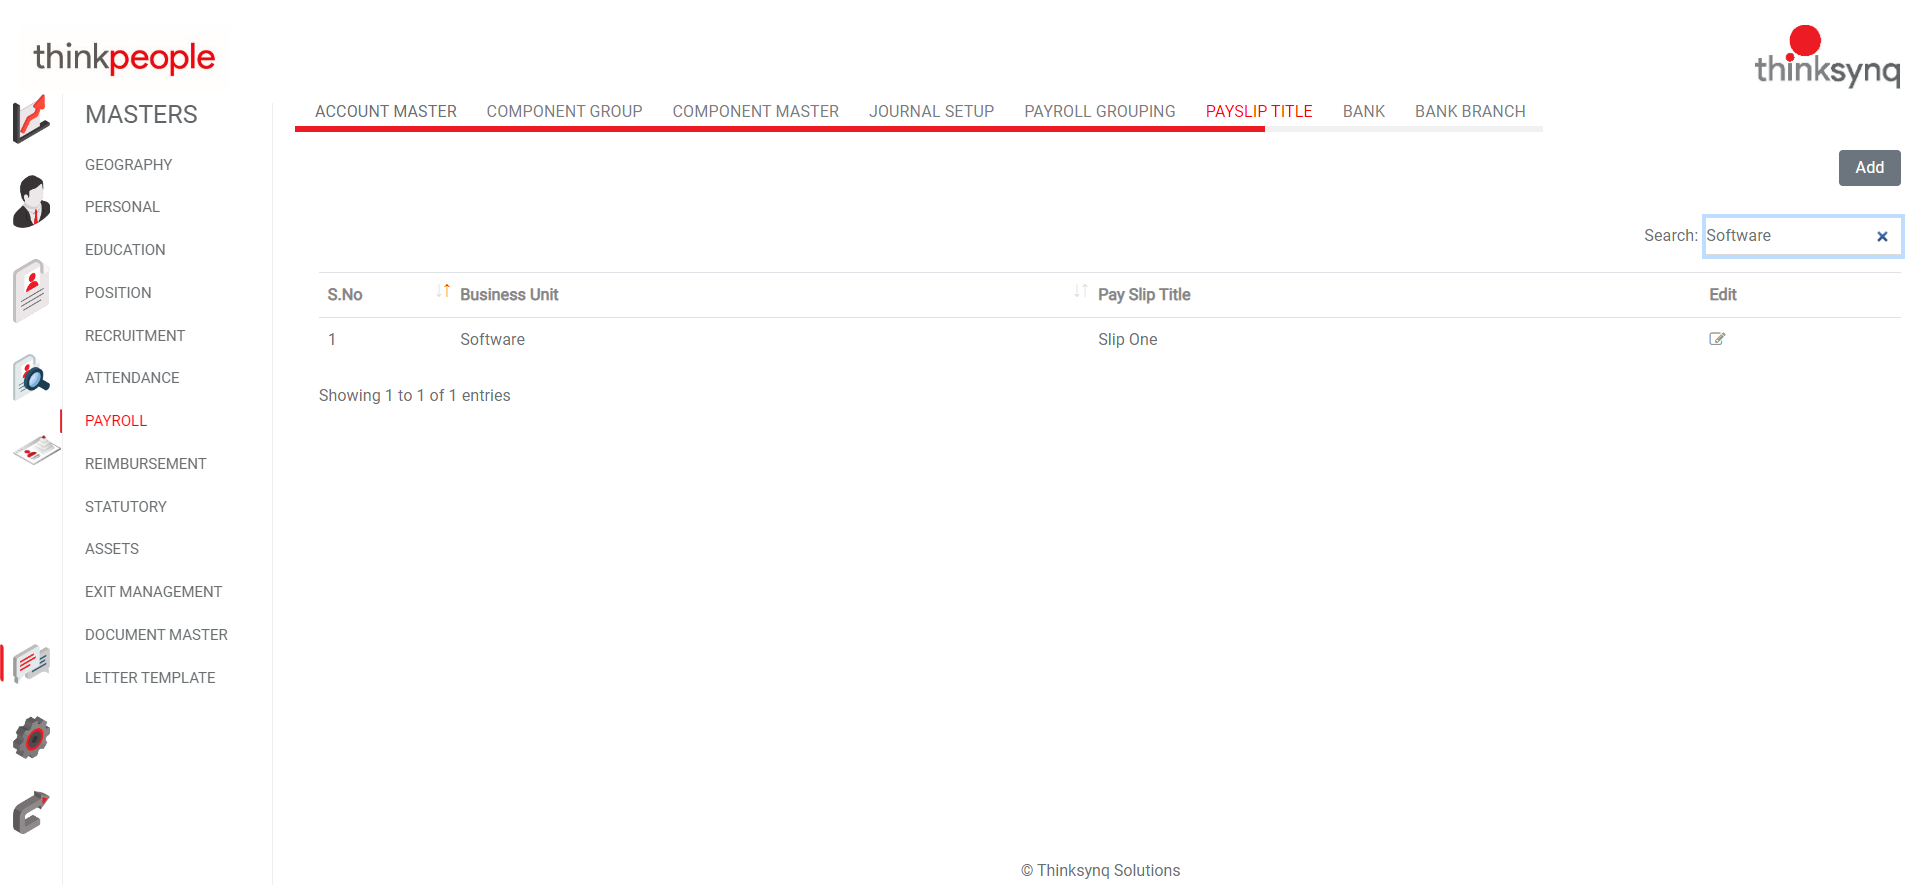 thinkpeople
thinksynq
MASTERS
GEOGRAPHY
PERSONAL
EDUCATION
POSITION
RECRUITMENT
ATTENDANCE
PAYROLL
REIMBURSEMENT
STATUTORY
ASSETS
EXIT MANAGEMENT
DOCUMENT MASTER
LETTER TEMPLATE
ACCOUNT MASTER COMPONENT GROUP COMPONENT MASTER JOURNAL SETUP PAYROLL GROUPING PAYSLIP TITLE BANK BANK BRANCH
Add
Search: Software
S.No Business Unit Pay Slip Title Edit
1 Software Slip One
Showing 1 to 1 of 1 entries
© Thinksynq Solutions